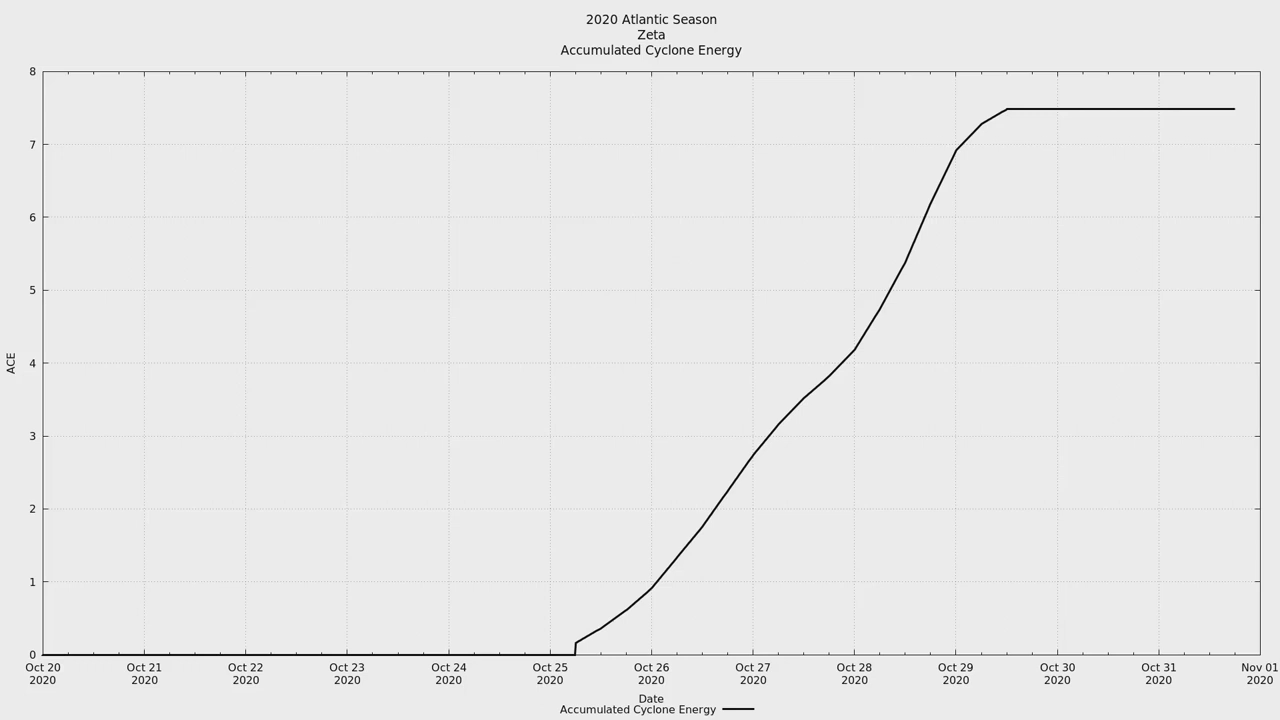 2020 Atlantic Season
Zeta
Accumulated Cyclone Energy
8
7
6
5
4
3
2
1
0
ACE
Oct 20 Oct 21 Oct 22 Oct 23 Oct 24 Oct 25 Oct 26 Oct 27 Oct 28 Oct 29 Oct 30 Oct 31 Nov 01
2020 2020 2020 2020 2020 2020 2020 2020 2020 2020 2020 2020 2020
Date
Accumulated Cyclone Energy